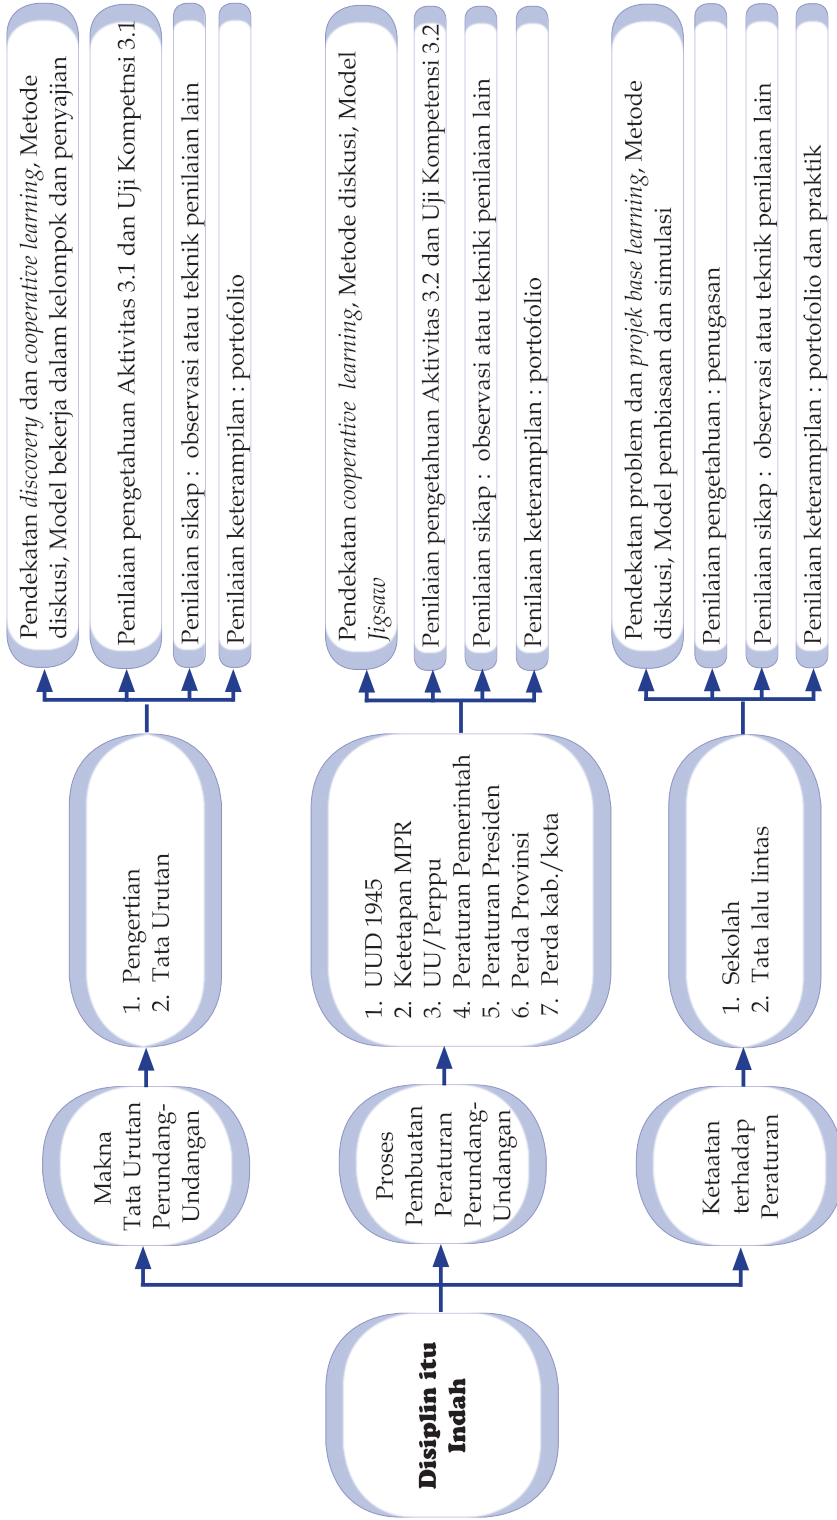 Disiplin itu
Indah
Makna
Tata Urutan
Perundang-
Undangan
1. Pengertian
2. Tata Urutan
Pendekatan discovery dan cooperative learning, Metode
diskusi, Model bekerja dalam kelompok dan penyajian
Penilaian pengetahuan Aktivitas 3.1 dan Uji Kompetnsi 3.1
Penilaian sikap : observasi atau teknik penilaian lain
Penilaian keterampilan : portofolio
Proses
Pembuatan
Peraturan
Perundang-
Undangan
1. UUD 1945
2. Ketetapan MPR
3. UU/Perppu
4. Peraturan Pemerintah
5. Peraturan Presiden
6. Perda Provinsi
7. Perda kab./kota
Pendekatan cooperative learning, Metode diskusi, Model
Jigsaw
Penilaian pengetahuan Aktivitas 3.2 dan Uji Kompetensi 3.2
Penilaian sikap : observasi atau tekniki penilaian lain
Penilaian keterampilan : portofolio
Ketaatan
terhadap
Peraturan
1. Sekolah
2. Tata lalu lintas
Pendekatan problem dan projek base learning, Metode
diskusi, Model pembiasaan dan simulasi
Penilaian pengetahuan : penugasan
Penilaian sikap : observasi atau teknik penilaian lain
Penilaian keterampilan : portofolio dan praktik